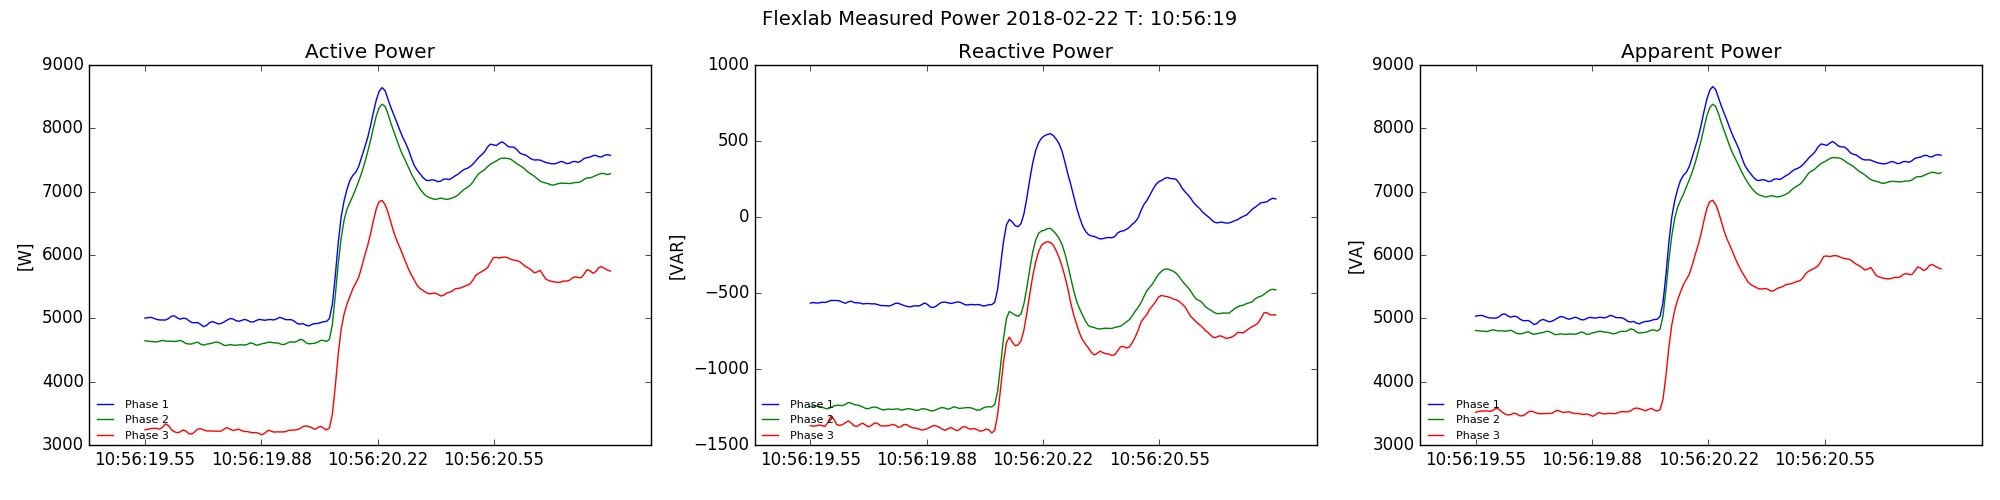 Flexlab Measured Power 2018-02-22 T: 10:56:19
Active Power
9000
8000
7000
6000
5000
4000
3000
[W]
Phase 1
Phase 2
Phase 3
10:56:19.55 10:56:19.88 10:56:20.22 10:56:20.55
Reactive Power
1000
500
0
−500
−1000
−1500
[VAR]
Phase 1
Phase 2
Phase 3
10:56:19.55 10:56:19.88 10:56:20.22 10:56:20.55
Apparent Power
9000
8000
7000
6000
5000
4000
3000
[VA]
Phase 1
Phase 2
Phase 3
10:56:19.55 10:56:19.88 10:56:20.22 10:56:20.55